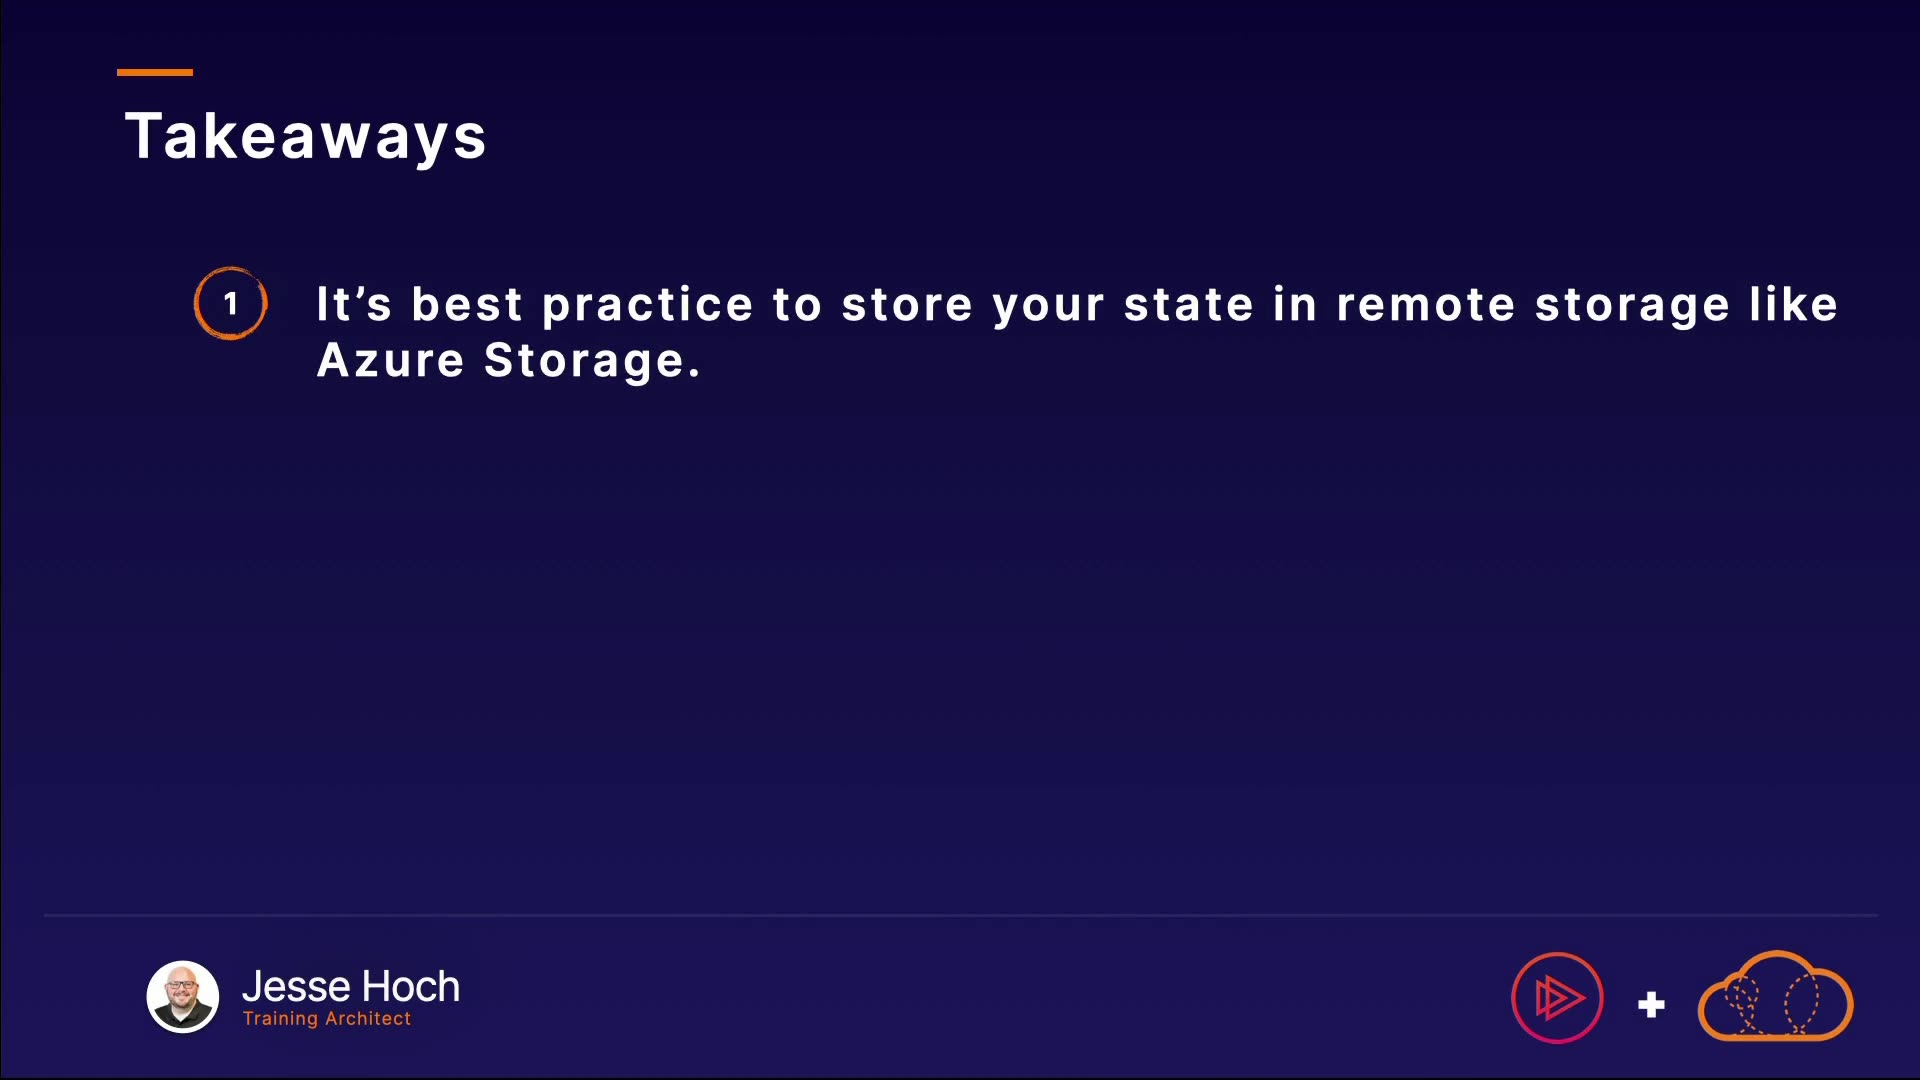 Takeaways
1
It’s best practice to store your state in remote storage like
Azure Storage.
Jesse Hoch
Training Architect